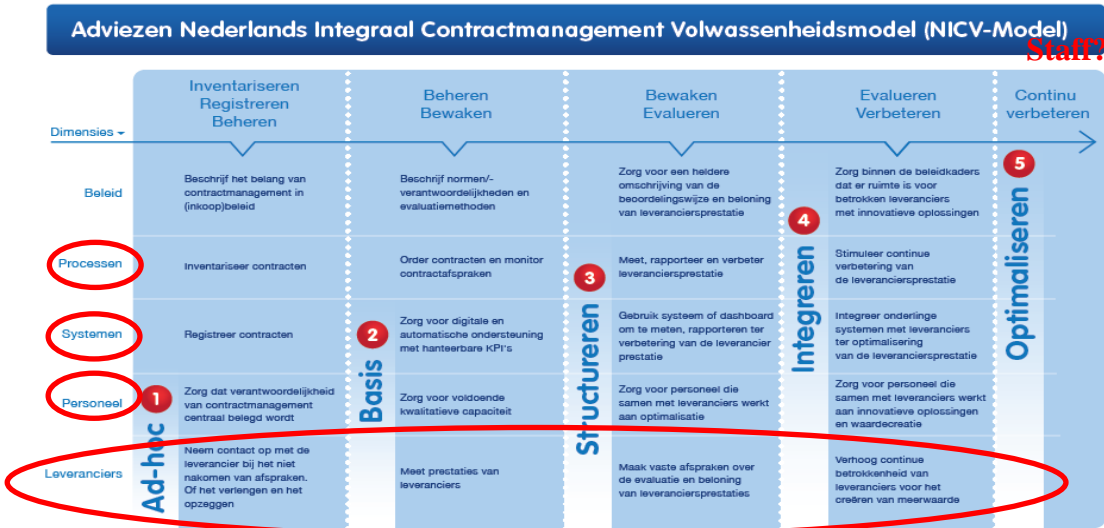 Adviezen Nederlands Integraal Contractmanagement Volwassenheidsmodel (NICV-Model)
Staff?
Inventariseren
Registreren
Beheren
Beheren
Bewaken
Bewaken
Evalueren
Evalueren
Verbeteren
Continu
verbeteren
Dimensies
Beleid
Beschrijf het belang van
contractmanagement in
(inkoop)beleid
Beschrijf normen/-
verantwoordelijkheden en
evaluatiemethoden
Zorg voor een heldere
omschrijving van de
beoordelingswijze en beloning
van leveranciersprestatie
Zorg binnen de beleidkaders
dat er ruimte is voor
betrokken leveranciers
met innovatieve oplossingen
Processen
Inventariseer contracten
Order contracten en monitor
contractafspraken
Meet, rapporteer en verbeter
leveranciersprestatie
Stimuleer continue
verbetering van
de leveranciersprestatie
Systemen
Registreer contracten
Zorg voor digitale en
automatische ondersteuning
met hanteerbare KPI's
Gebruik systeem of dashboard
om te meten, rapporteren ter
verbetering van de leverancier
prestatie
Integreer onderlinge
systemen met leveranciers
ter optimalisering
van de leveranciersprestatie
Personeel
Zorg dat verantwoordelijkheid
van contractmanagement
centraal belegd wordt
Zorg voor voldoende
kwalitatieve capaciteit
Zorg voor personeel die
samen met leveranciers werkt
aan optimalisatie
Zorg voor personeel die
samen met leveranciers werkt
aan innovatieve oplossingen
en waardecreatie
Leveranciers
Neem contact op met de
leverancier bij het niet
nakomen van afspraken.
Of het verlengen en het
opzeggen
Meet prestaties van
leveranciers
Maak vaste afspraken over
de evaluatie en beloning
van leveranciersprestaties
Verhoog continue
betrokkenheid van
leveranciers voor het
creëren van meerwaarde
1
Ad-hoc
2
Basis
3
Structureren
4
Integreren
5
Optimaliseren